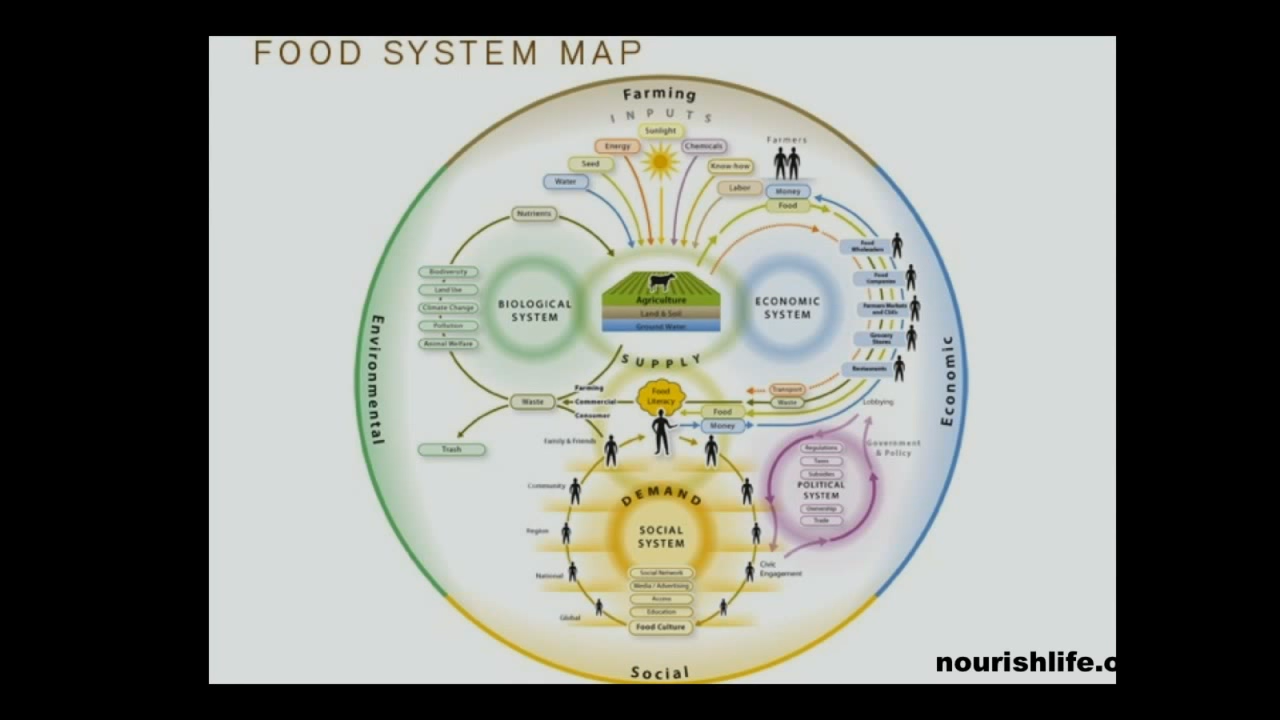 FOOD SYSTEM MAP
Farming
INPUTS
Sunlight
Energy
Chemicals
Seed
Know-how
Water
Labor
Farmers
Money
Food
Nutrients
Biodiversity
Land Use
Climate Change
Pollution
Animal Welfare
BIOLOGICAL
SYSTEM
Agriculture
Land & Soil
Ground Water
ECONOMIC
SYSTEM
Food
Wholesalers
Food
Companies
Farmers Markets
and CSAs
Grocery
Stores
Restaurants
Environmental
Economic
SUPPLY
Farming
Commercial
Consumer
Waste
Trash
Food
Literacy
Transport
Waste
Food
Money
Lobbying
Government
& Policy
Regulations
Taxes
Subsidies
POLITICAL
SYSTEM
Ownership
Trade
Civic
Engagement
Family & Friends
Community
Region
National
Global
DEMAND
SOCIAL
SYSTEM
Social Network
Media / Advertising
Access
Education
Food Culture
Social
nourishlife.o